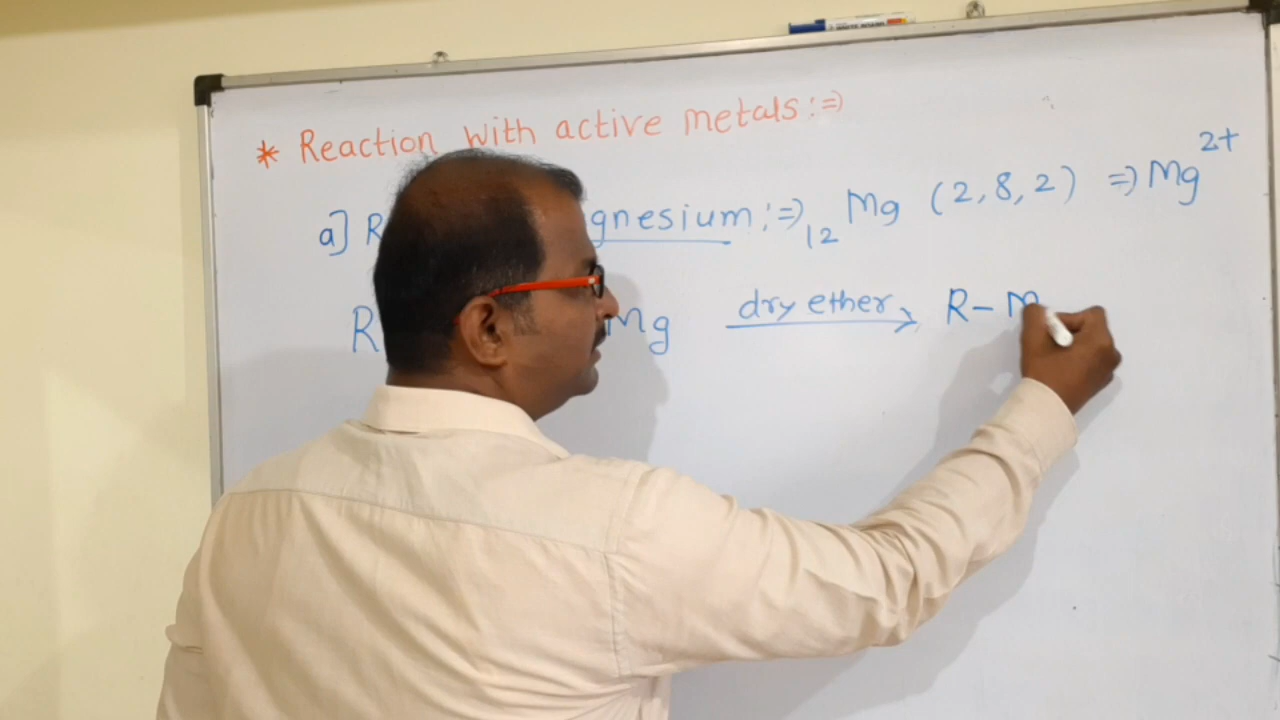 * Reaction with active metals :⇒
a] R gnesium :⇒ ₁₂Mg (2,8,2) ⇒ Mg²⁺
R Mg dry ether → R-M